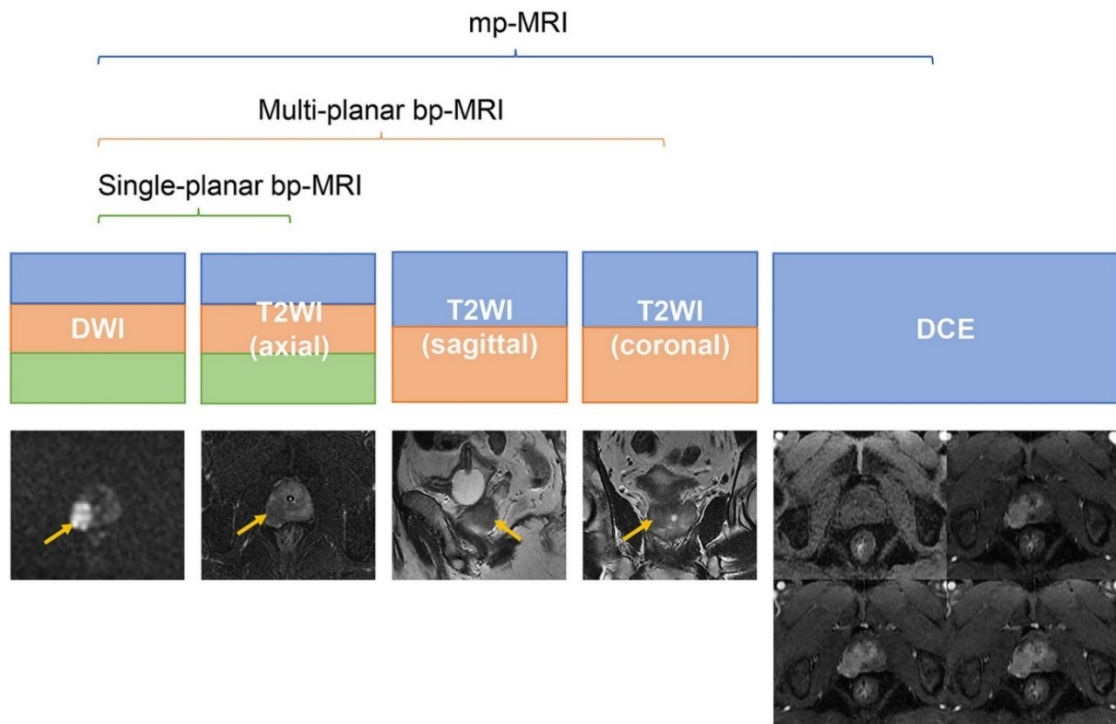 mp-MRI
Multi-planar bp-MRI
Single-planar bp-MRI
DWI
T2WI
(axial)
T2WI
(sagittal)
T2WI
(coronal)
DCE